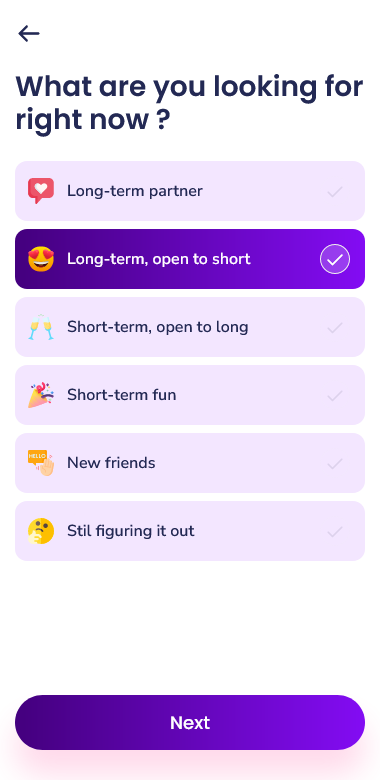 What are you looking for
right now ?
Long-term partner
Long-term, open to short
Short-term, open to long
Short-term fun
HELLO
New friends
Stil figuring it out
Next